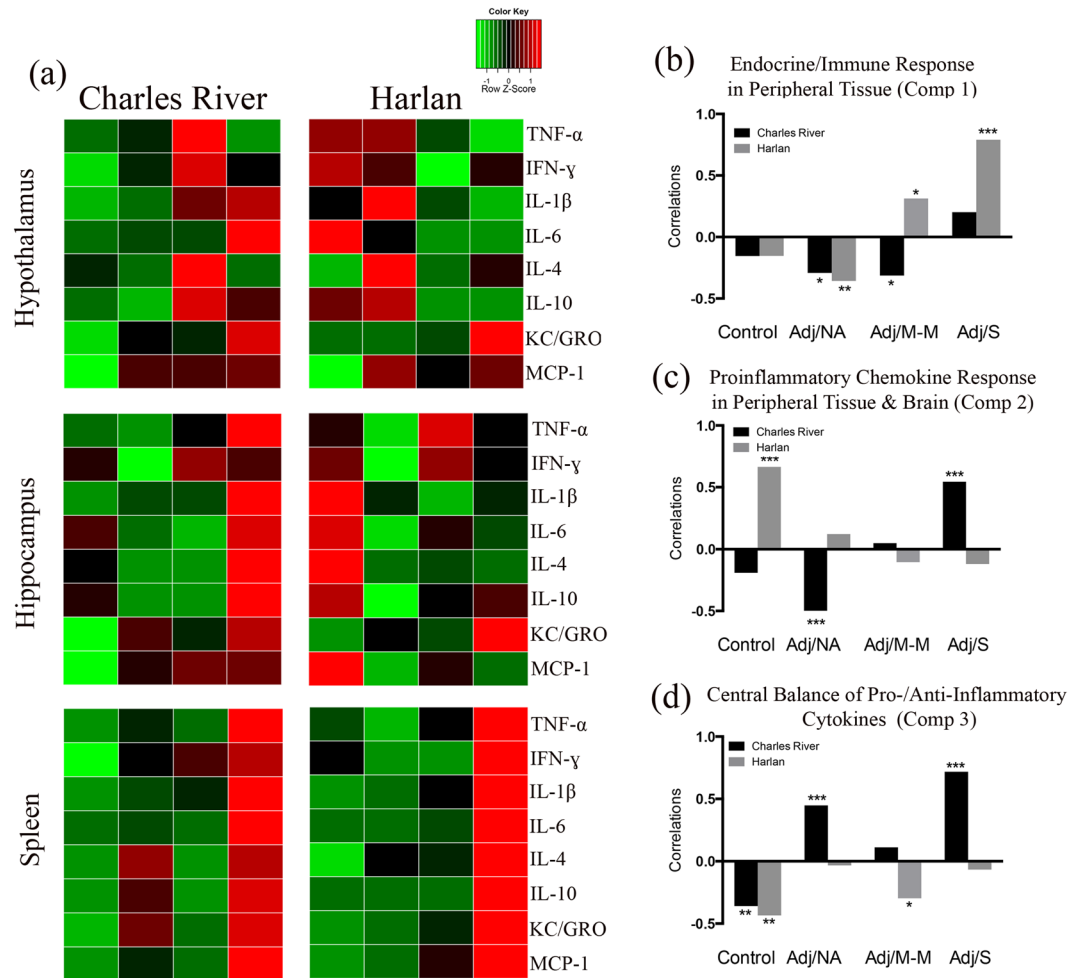 Color Key
-1 0 1
Row Z-Score
(a)
Charles River Harlan
Hypothalamus
TNF-α
IFN-ɣ
IL-1β
IL-6
IL-4
IL-10
KC/GRO
MCP-1
Hippocampus
TNF-α
IFN-ɣ
IL-1β
IL-6
IL-4
IL-10
KC/GRO
MCP-1
Spleen
TNF-α
IFN-ɣ
IL-1β
IL-6
IL-4
IL-10
KC/GRO
MCP-1
(b)
Endocrine/Immune Response
in Peripheral Tissue (Comp 1)
Correlations
1.0
0.5
0.0
-0.5
Charles River
Harlan
* ** * * ***
Control Adj/NA Adj/M-M Adj/S
(c)
Proinflammatory Chemokine Response
in Peripheral Tissue & Brain (Comp 2)
Correlations
1.0
0.5
0.0
-0.5
Charles River
Harlan
*** *** ***
Control Adj/NA Adj/M-M Adj/S
(d)
Central Balance of Pro-/Anti-Inflammatory
Cytokines (Comp 3)
Correlations
1.0
0.5
0.0
-0.5
Charles River
Harlan
** ** *** * ***
Control Adj/NA Adj/M-M Adj/S